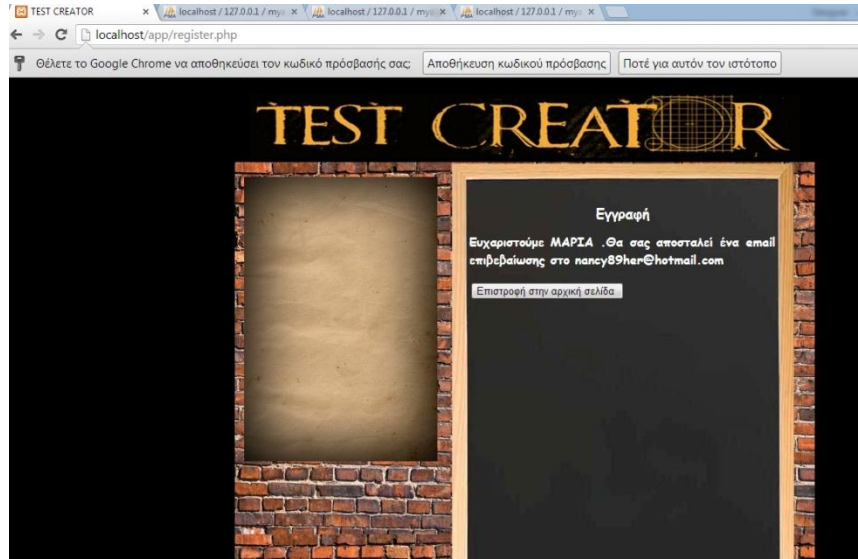 TEST CREATOR
localhost / 127.0.0.1 / mys
localhost / 127.0.0.1 / mys
localhost / 127.0.0.1 / mys
localhost/app/register.php
Θέλετε το Google Chrome να αποθηκεύσει τον κωδικό πρόσβασής σας; Αποθήκευση κωδικού πρόσβασης Ποτέ για αυτόν τον ιστότοπο
TEST CREATOR
Εγγραφή
Ευχαριστούμε ΜΑΡΙΑ .Θα σας αποσταλεί ένα email
επιβεβαίωσης στο nancy89her@hotmail.com
Επιστροφή στην αρχική σελίδα